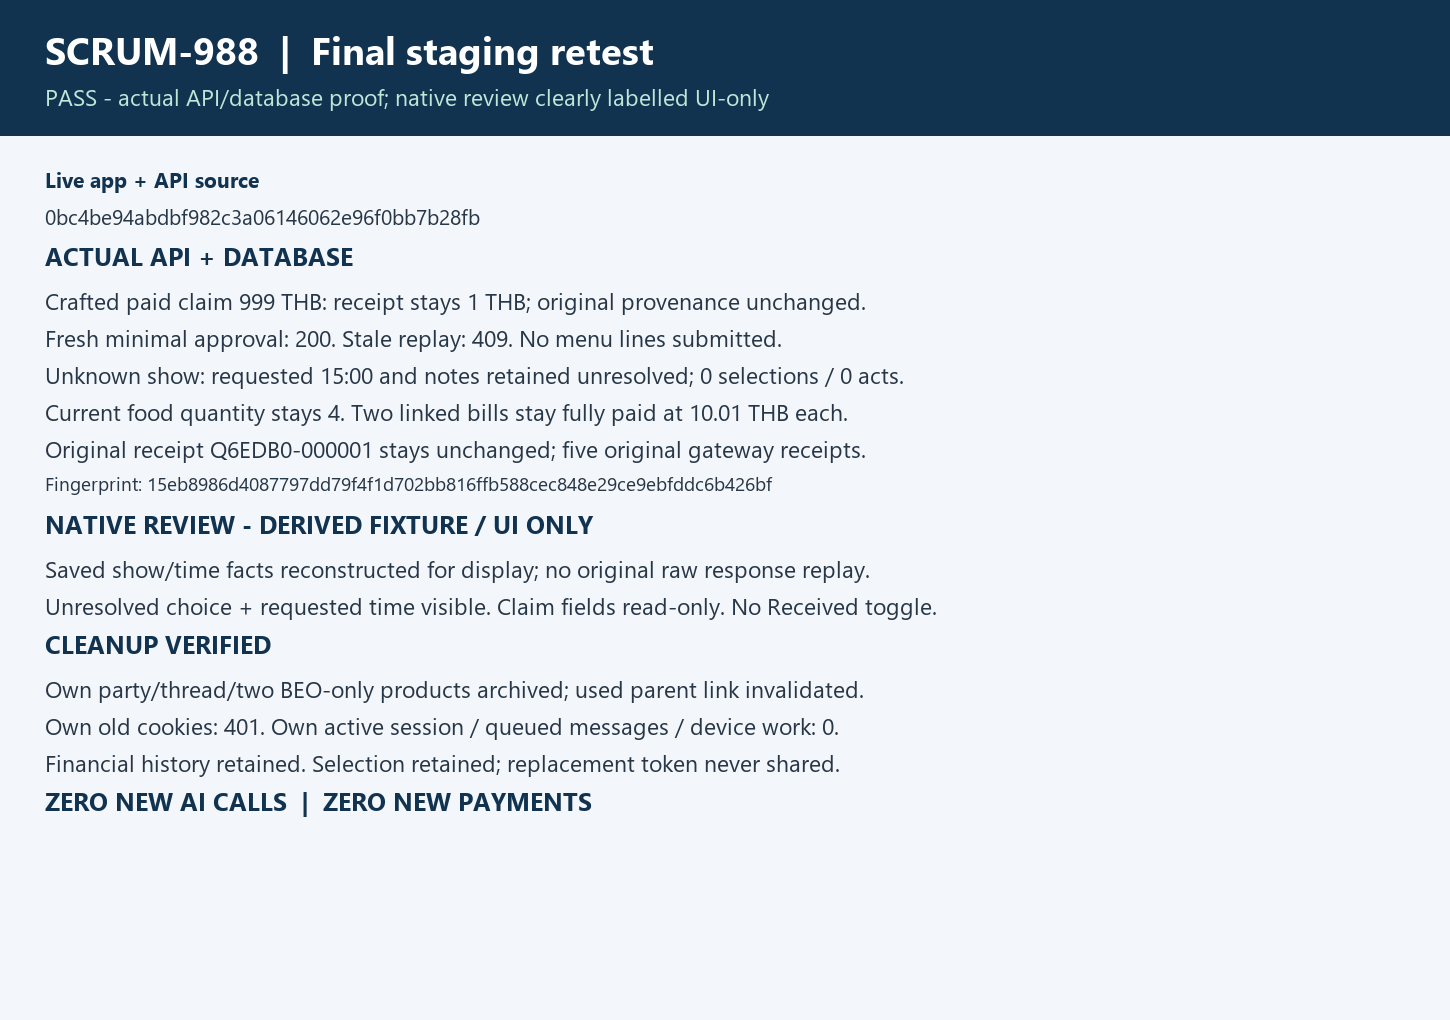 SCRUM-988 | Final staging retest
PASS - actual API/database proof; native review clearly labelled UI-only
Live app + API source
0bc4be94abdbf982c3a06146062e96f0bb7b28fb
ACTUAL API + DATABASE
Crafted paid claim 999 THB: receipt stays 1 THB; original provenance unchanged.
Fresh minimal approval: 200. Stale replay: 409. No menu lines submitted.
Unknown show: requested 15:00 and notes retained unresolved; 0 selections / 0 acts.
Current food quantity stays 4. Two linked bills stay fully paid at 10.01 THB each.
Original receipt Q6EDB0-000001 stays unchanged; five original gateway receipts.
Fingerprint: 15eb8986d4087797dd79f4f1d702bb816ffb588cec848e29ce9ebfddc6b426bf
NATIVE REVIEW - DERIVED FIXTURE / UI ONLY
Saved show/time facts reconstructed for display; no original raw response replay.
Unresolved choice + requested time visible. Claim fields read-only. No Received toggle.
CLEANUP VERIFIED
Own party/thread/two BEO-only products archived; used parent link invalidated.
Own old cookies: 401. Own active session / queued messages / device work: 0.
Financial history retained. Selection retained; replacement token never shared.
ZERO NEW AI CALLS | ZERO NEW PAYMENTS